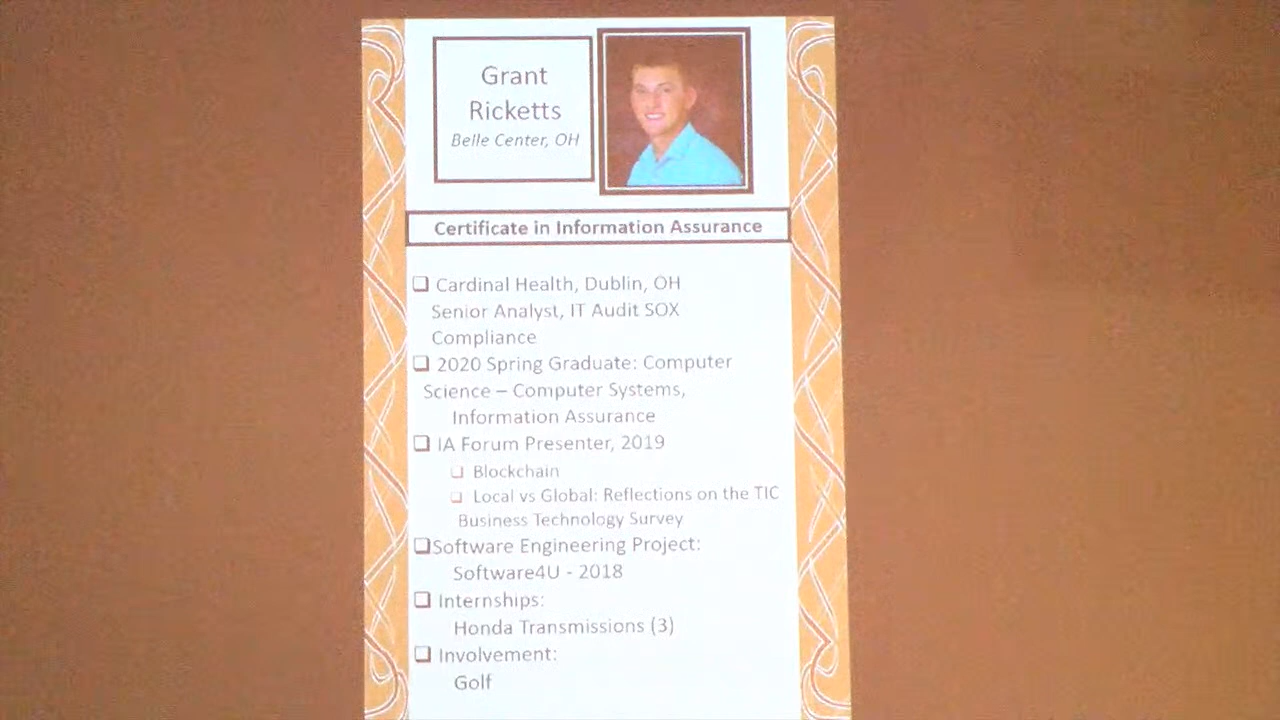 Grant
Ricketts
Belle Center, OH
Certificate in Information Assurance
Cardinal Health, Dublin, OH
Senior Analyst, IT Audit SOX
Compliance
2020 Spring Graduate: Computer
Science – Computer Systems,
Information Assurance
IA Forum Presenter, 2019
Blockchain
Local vs Global: Reflections on the TIC
Business Technology Survey
Software Engineering Project:
Software4U - 2018
Internships:
Honda Transmissions (3)
Involvement:
Golf